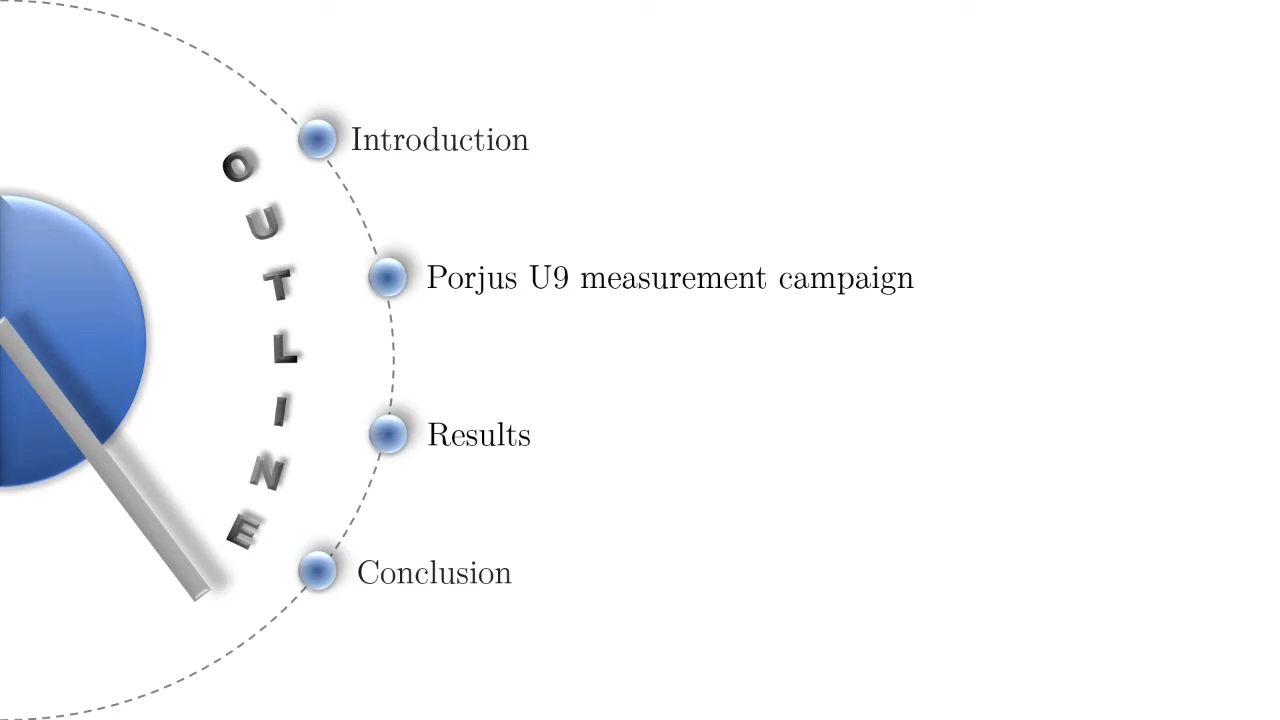 OUTLINE
Introduction
Porjus U9 measurement campaign
Results
Conclusion